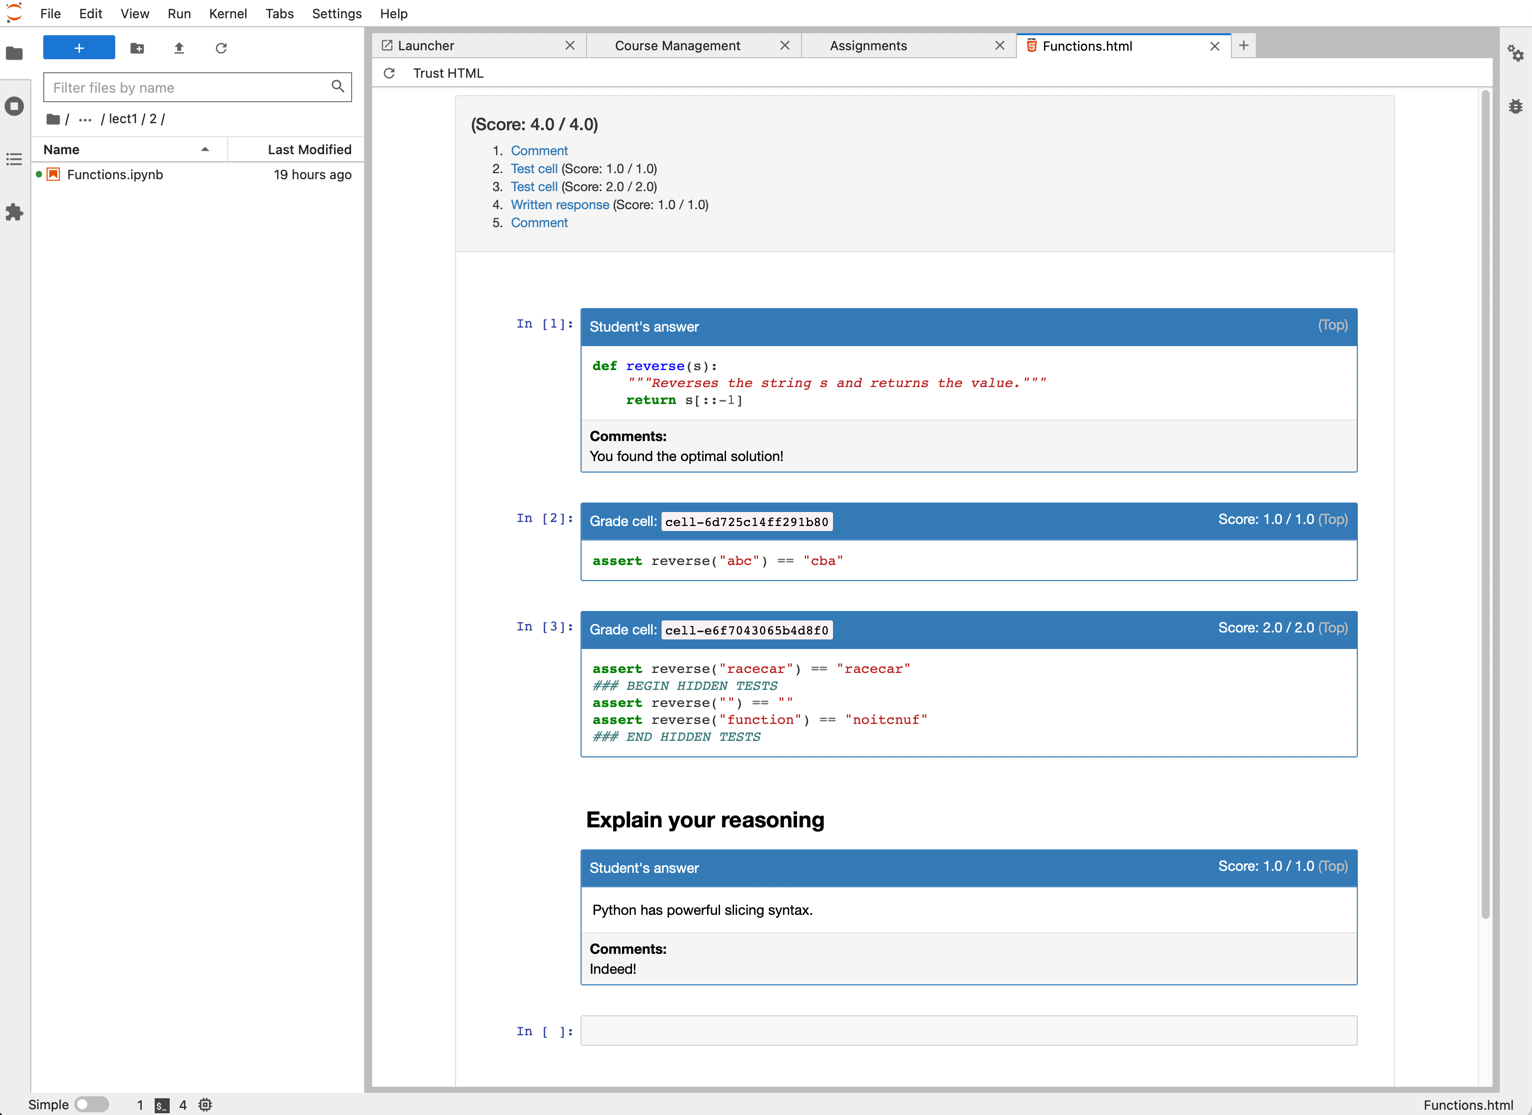 File Edit View Run Kernel Tabs Settings Help
+
Filter files by name
/ ... / lect1 / 2 /
Name Last Modified
Functions.ipynb 19 hours ago
Launcher Course Management Assignments Functions.html
Trust HTML
(Score: 4.0 / 4.0)
1. Comment
2. Test cell (Score: 1.0 / 1.0)
3. Test cell (Score: 2.0 / 2.0)
4. Written response (Score: 1.0 / 1.0)
5. Comment
In [1]: Student's answer (Top)
def reverse(s):
"""Reverses the string s and returns the value."""
return s[::-1]
Comments:
You found the optimal solution!
In [2]: Grade cell: cell-6d725c14ff291b80 Score: 1.0 / 1.0 (Top)
assert reverse("abc") == "cba"
In [3]: Grade cell: cell-e6f7043065b4d8f0 Score: 2.0 / 2.0 (Top)
assert reverse("racecar") == "racecar"
### BEGIN HIDDEN TESTS
assert reverse("") == ""
assert reverse("function") == "noitcnuf"
### END HIDDEN TESTS
Explain your reasoning
Student's answer Score: 1.0 / 1.0 (Top)
Python has powerful slicing syntax.
Comments:
Indeed!
In [ ]:
Simple 1 $_ 4 Functions.html